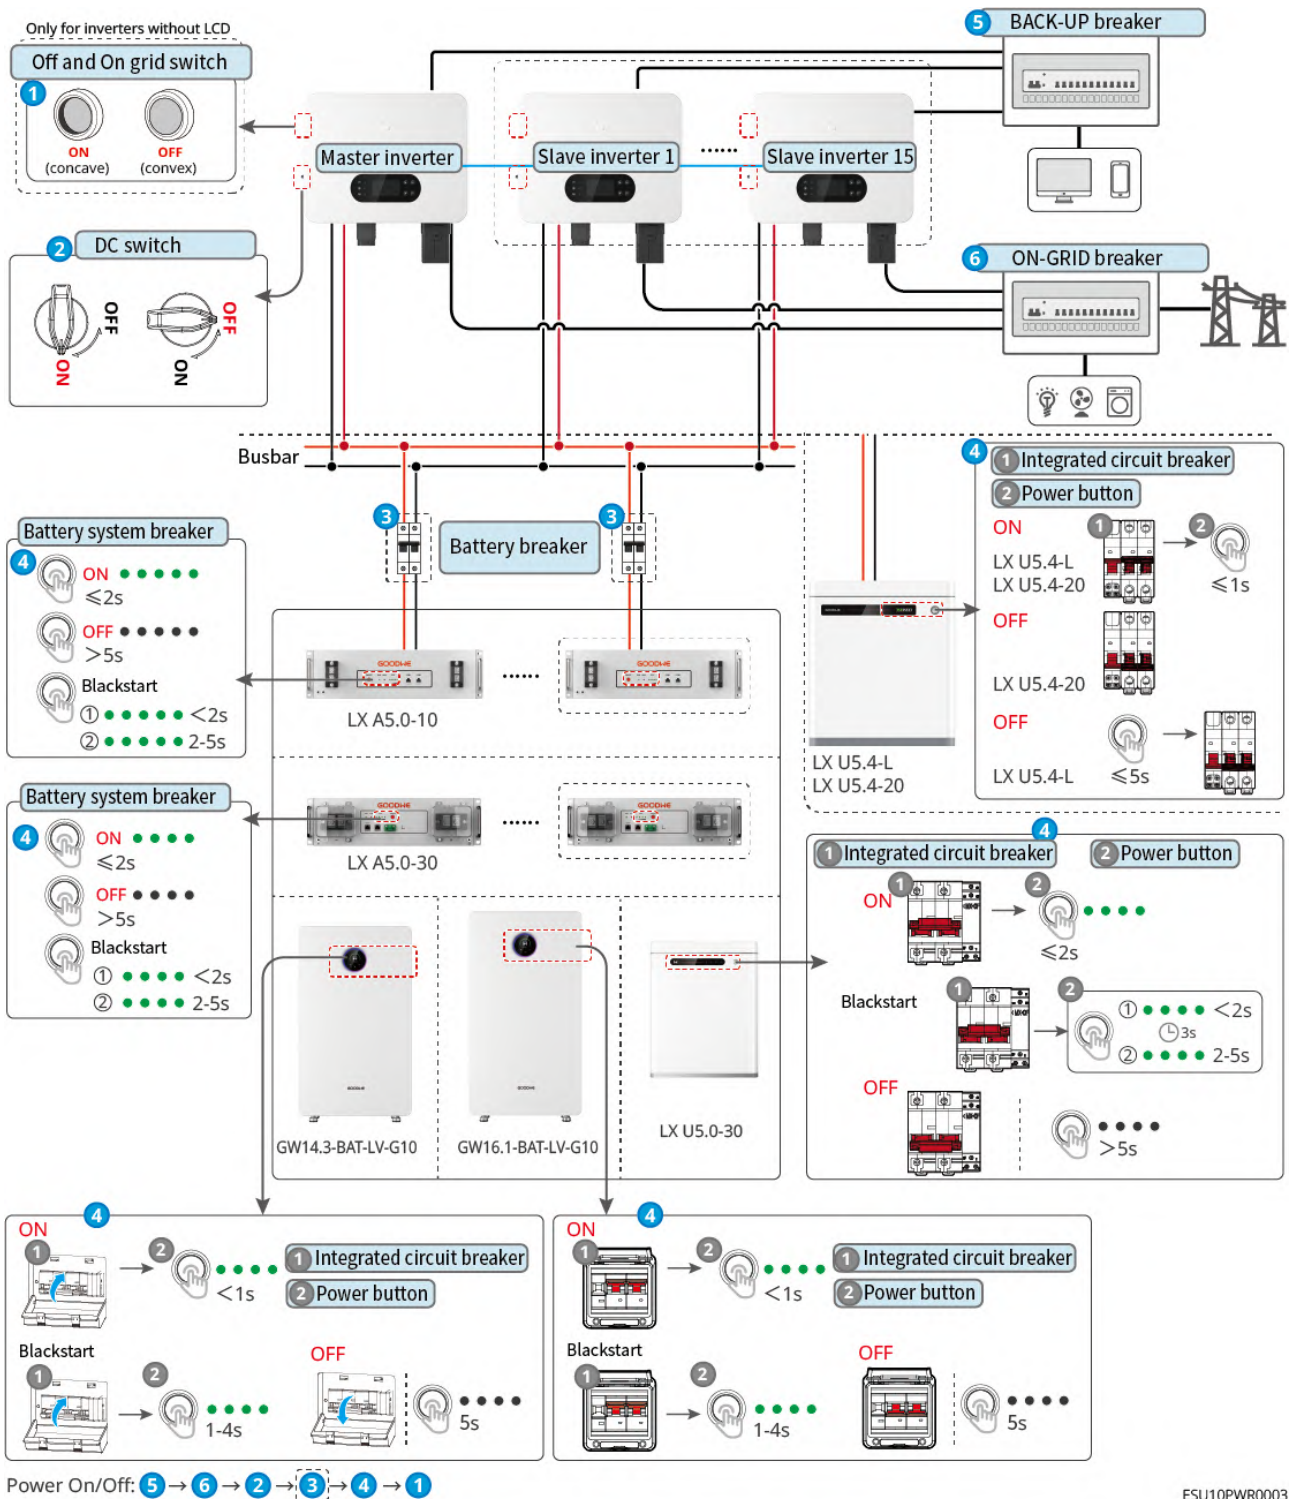 Only for inverters without LCD
Off and On grid switch
1
ON
(concave)
OFF
(convex)
2
DC switch
ON
OFF
ON
OFF
Master inverter
Slave inverter 1
......
Slave inverter 15
5
BACK-UP breaker
6
ON-GRID breaker
Busbar
3
Battery breaker
3
Battery system breaker
4
ON
≤2s
OFF
>5s
Blackstart
① <2s
② 2-5s
GOODWE
......
GOODWE
LX A5.0-10
Battery system breaker
4
ON
≤2s
OFF
>5s
Blackstart
① <2s
② 2-5s
GOODWE
......
GOODWE
LX A5.0-30
LX U5.4-L
LX U5.4-20
4
1 Integrated circuit breaker
2 Power button
ON
LX U5.4-L
LX U5.4-20
1
2
≤1s
OFF
LX U5.4-20
OFF
LX U5.4-L
≤5s
GOODWE
GW14.3-BAT-LV-G10
GOODWE
GW16.1-BAT-LV-G10
LX U5.0-30
4
1 Integrated circuit breaker
2 Power button
ON
1
2
≤2s
Blackstart
1
2
① <2s
3s
② 2-5s
OFF
>5s
4
ON
1
2
<1s
1 Integrated circuit breaker
2 Power button
Blackstart
1
2
1-4s
OFF
5s
4
ON
1
2
<1s
1 Integrated circuit breaker
2 Power button
Blackstart
1
2
1-4s
OFF
5s
Power On/Off: 5 → 6 → 2 → 3 → 4 → 1
ESU10PWR0003